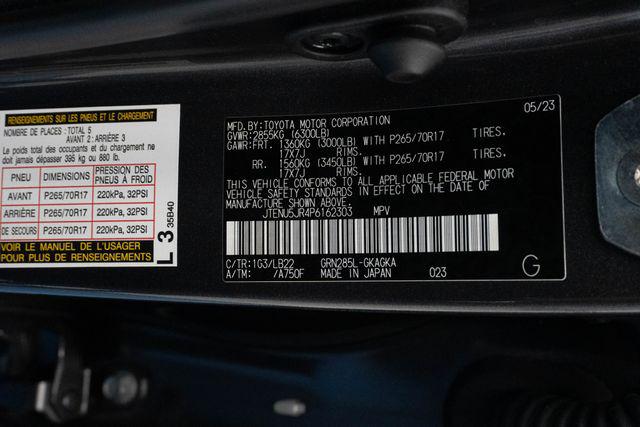 RENSEIGNEMENTS SUR LES PNEUS ET LE CHARGEMENT
NOMBRE DE PLACES : TOTAL 5
AVANT 2 : ARRIÈRE 3
Le poids total des occupants et du chargement ne
doit jamais dépasser 395 kg ou 880 lb.
PNEU DIMENSIONS PRESSION DES PNEUS À FROID
AVANT P265/70R17 220kPa, 32PSI
ARRIÈRE P265/70R17 220kPa, 32PSI
DE SECOURS P265/70R17 220kPa, 32PSI
VOIR LE MANUEL DE L'USAGER
POUR PLUS DE RENSEIGNEMENTS
L 3 35B40
MFD.BY:TOYOTA MOTOR CORPORATION 05/23
GVWR:2855KG (6300LB)
GAWR:FRT. 1360KG (3000LB) WITH P265/70R17 TIRES.
17X7J RIMS.
RR. 1560KG (3450LB) WITH P265/70R17 TIRES.
17X7J RIMS.
THIS VEHICLE CONFORMS TO ALL APPLICABLE FEDERAL MOTOR
VEHICLE SAFETY STANDARDS IN EFFECT ON THE DATE OF
MANUFACTURE SHOWN ABOVE.
JTENU5JR4P6162303 MPV
C/TR:1G3/LB22 GRN285L-GKAGKA
A/TM: /A750F MADE IN JAPAN 023 G